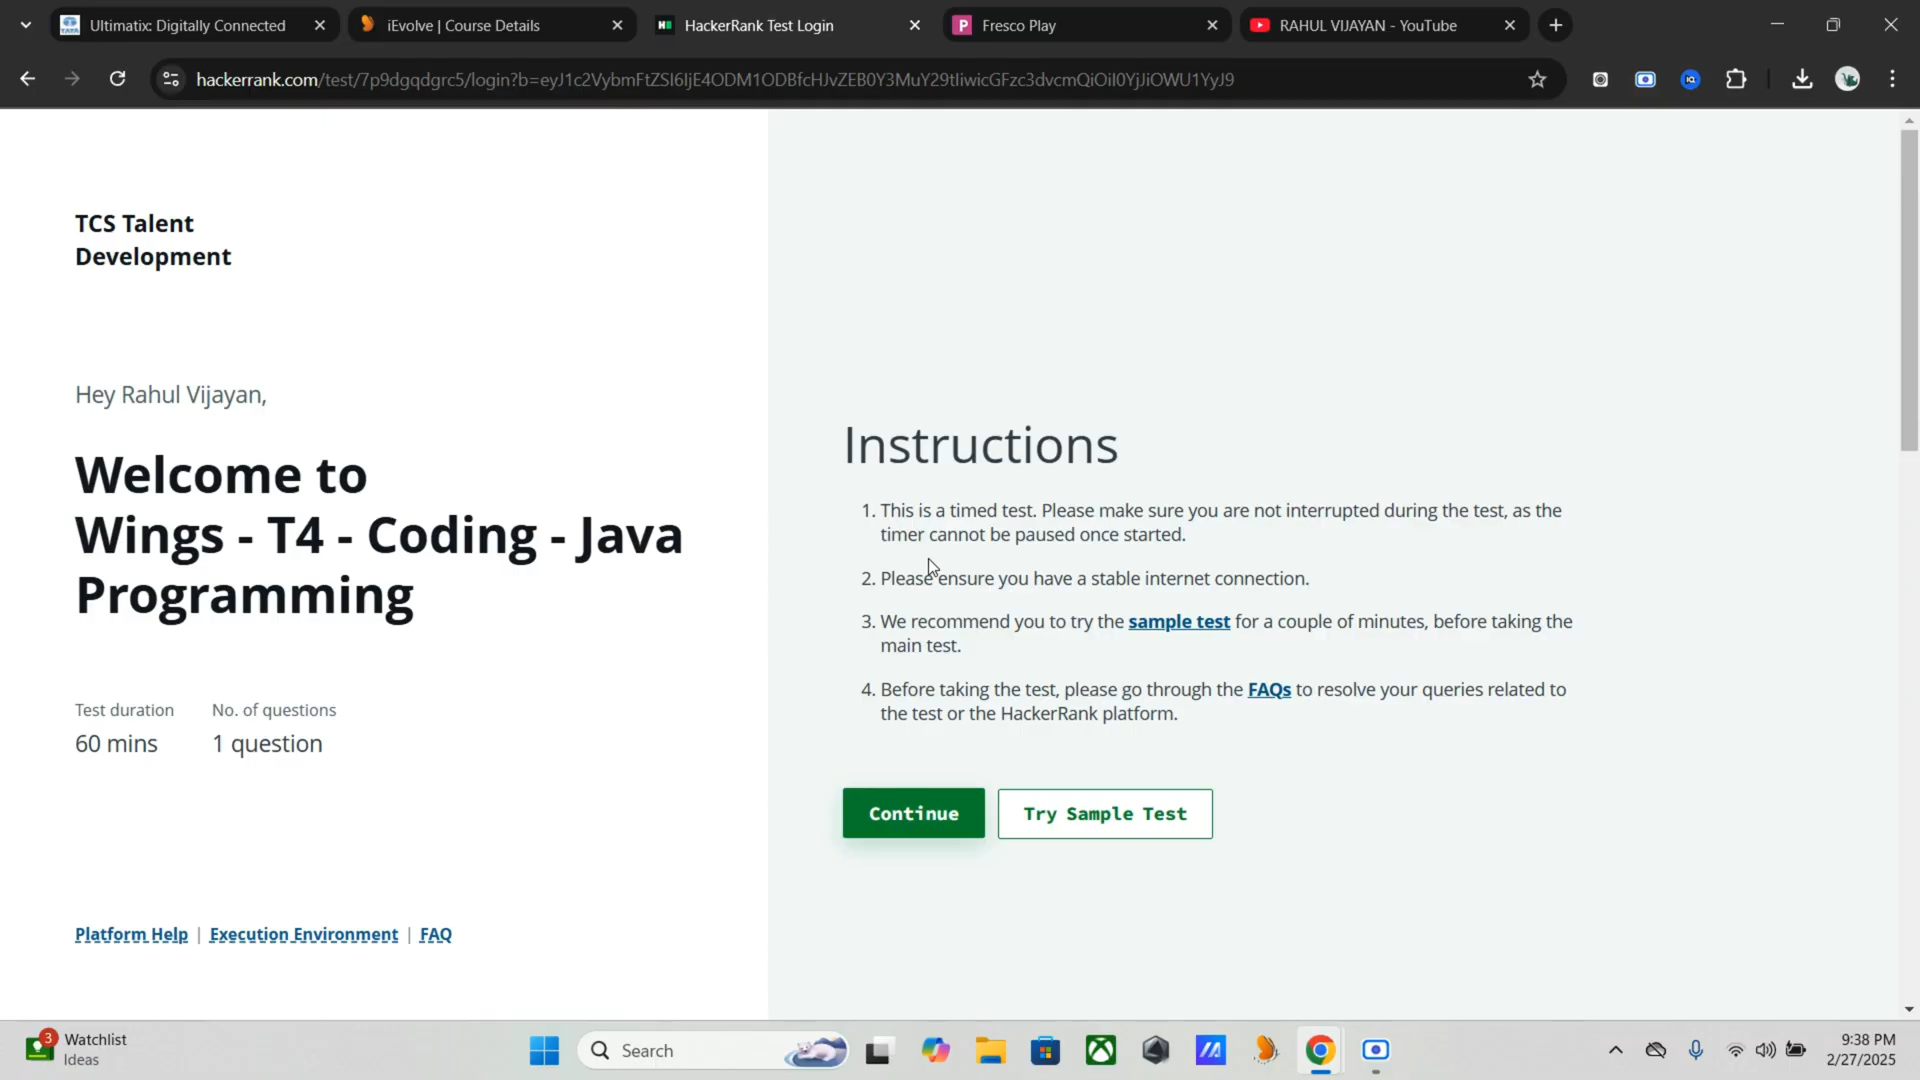 Ultimatix: Digitally Connected
iEvolve | Course Details
HackerRank Test Login
Fresco Play
RAHUL VIJAYAN - YouTube
hackerrank.com/test/7p9dgqdgrc5/login?b=eyJ1c2VybmFtZSI6IjE4ODM1ODBfcHJvZEB0Y3MuY29tIiwicGFzc3dvcmQiOiI0YjJiOWU1YyJ9
TCS Talent
Development
Hey Rahul Vijayan,
Welcome to
Wings - T4 - Coding - Java
Programming
Test duration
60 mins
No. of questions
1 question
Platform Help | Execution Environment | FAQ
Instructions
1. This is a timed test. Please make sure you are not interrupted during the test, as the
timer cannot be paused once started.
2. Please ensure you have a stable internet connection.
3. We recommend you to try the sample test for a couple of minutes, before taking the
main test.
4. Before taking the test, please go through the FAQs to resolve your queries related to
the test or the HackerRank platform.
Continue
Try Sample Test
3
Watchlist
Ideas
Search
9:38 PM
2/27/2025